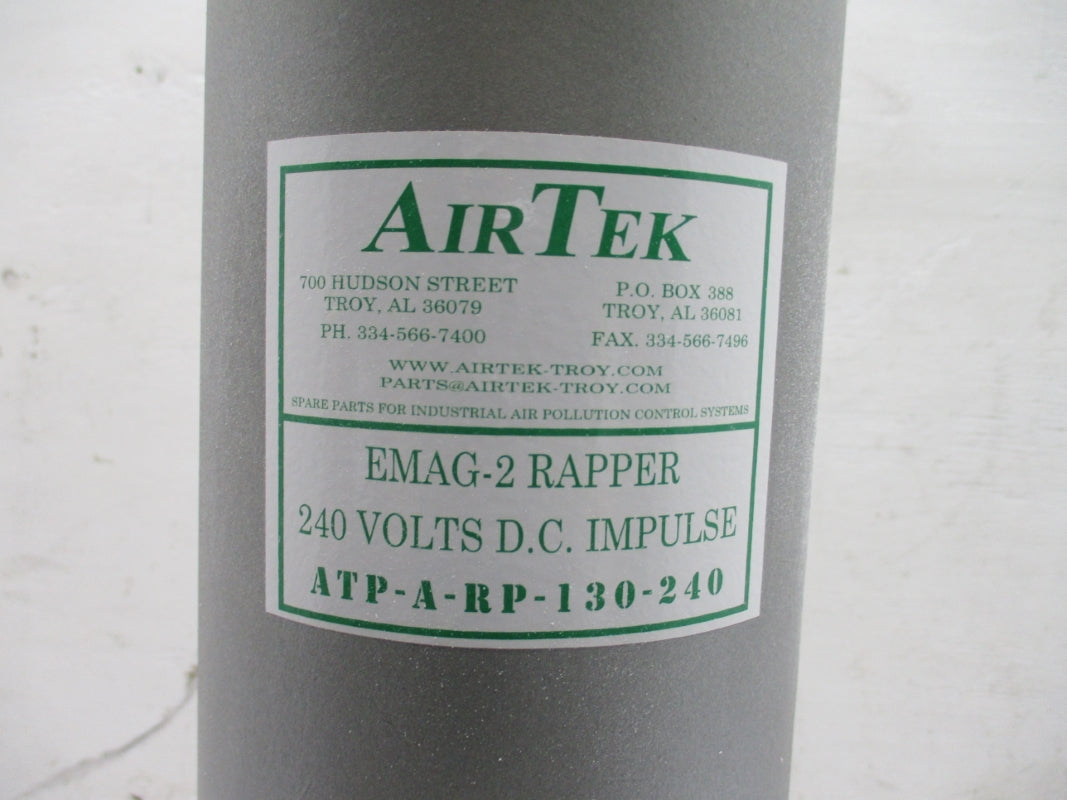 AIRTEK
700 HUDSON STREET
TROY, AL 36079
PH. 334-566-7400
P.O. BOX 388
TROY, AL 36081
FAX. 334-566-7496
WWW.AIRTEK-TROY.COM
PARTS@AIRTEK-TROY.COM
SPARE PARTS FOR INDUSTRIAL AIR POLLUTION CONTROL SYSTEMS
EMAG-2 RAPPER
240 VOLTS D.C. IMPULSE
ATP-A-RP-130-240